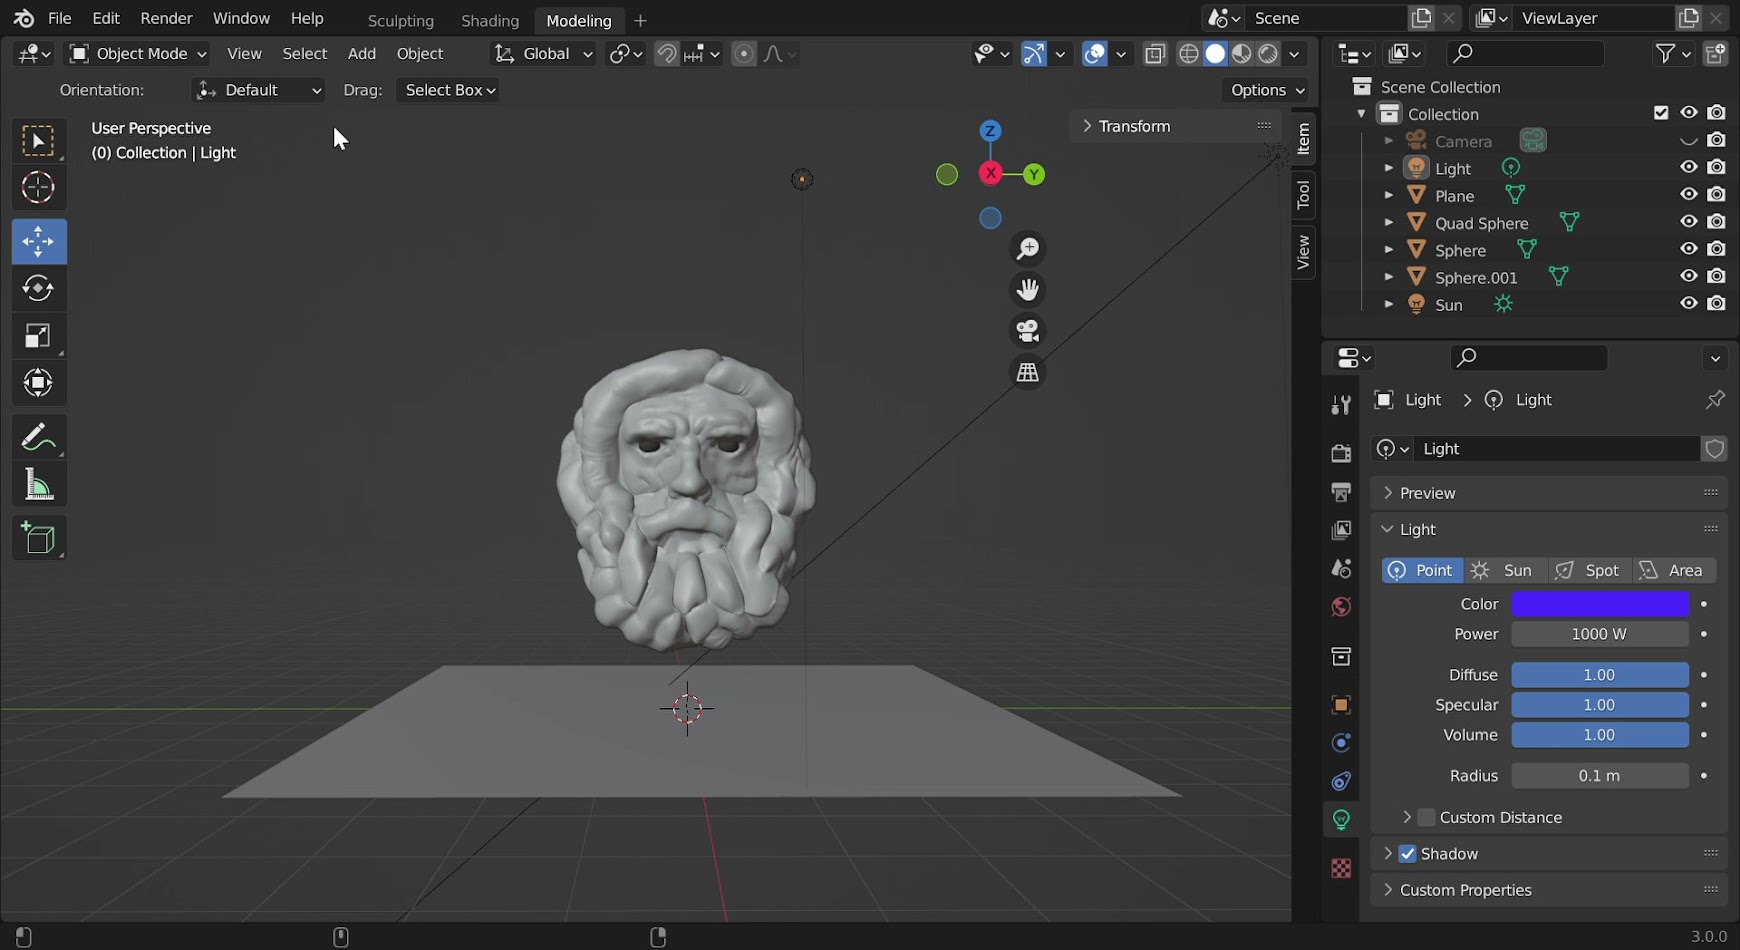 File Edit Render Window Help Sculpting Shading Modeling + Scene ViewLayer
Object Mode View Select Add Object Global
Orientation: Default Drag: Select Box Options
User Perspective
(0) Collection | Light
Z
X
Y
Transform
Item
Tool
View
Scene Collection
Collection
Camera
Light
Plane
Quad Sphere
Sphere
Sphere.001
Sun
Light > Light
Light
Preview
Light
Point Sun Spot Area
Color
Power 1000 W
Diffuse 1.00
Specular 1.00
Volume 1.00
Radius 0.1 m
Custom Distance
Shadow
Custom Properties
3.0.0